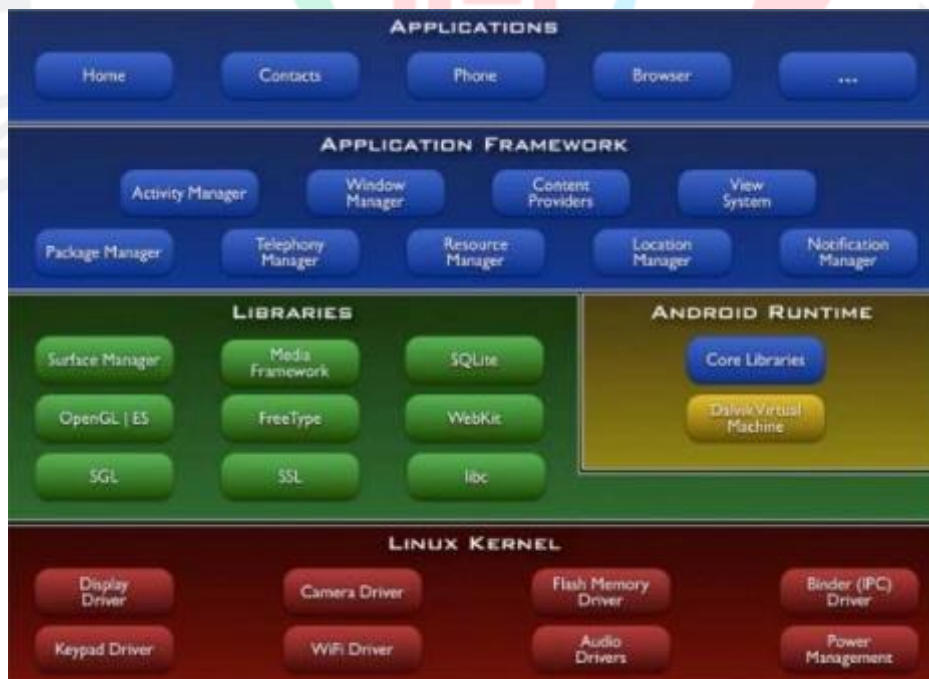 APPLICATIONS
Home
Contacts
Phone
Browser
...
APPLICATION FRAMEWORK
Activity Manager
Window
Manager
Content
Providers
View
System
Package Manager
Telephony
Manager
Resource
Manager
Location
Manager
Notification
Manager
LIBRARIES
Surface Manager
Media
Framework
SQLite
OpenGL | ES
FreeType
WebKit
SGL
SSL
libc
ANDROID RUNTIME
Core Libraries
Dalvik Virtual
Machine
LINUX KERNEL
Display
Driver
Camera Driver
Flash Memory
Driver
Binder (IPC)
Driver
Keypad Driver
WiFi Driver
Audio
Drivers
Power
Management